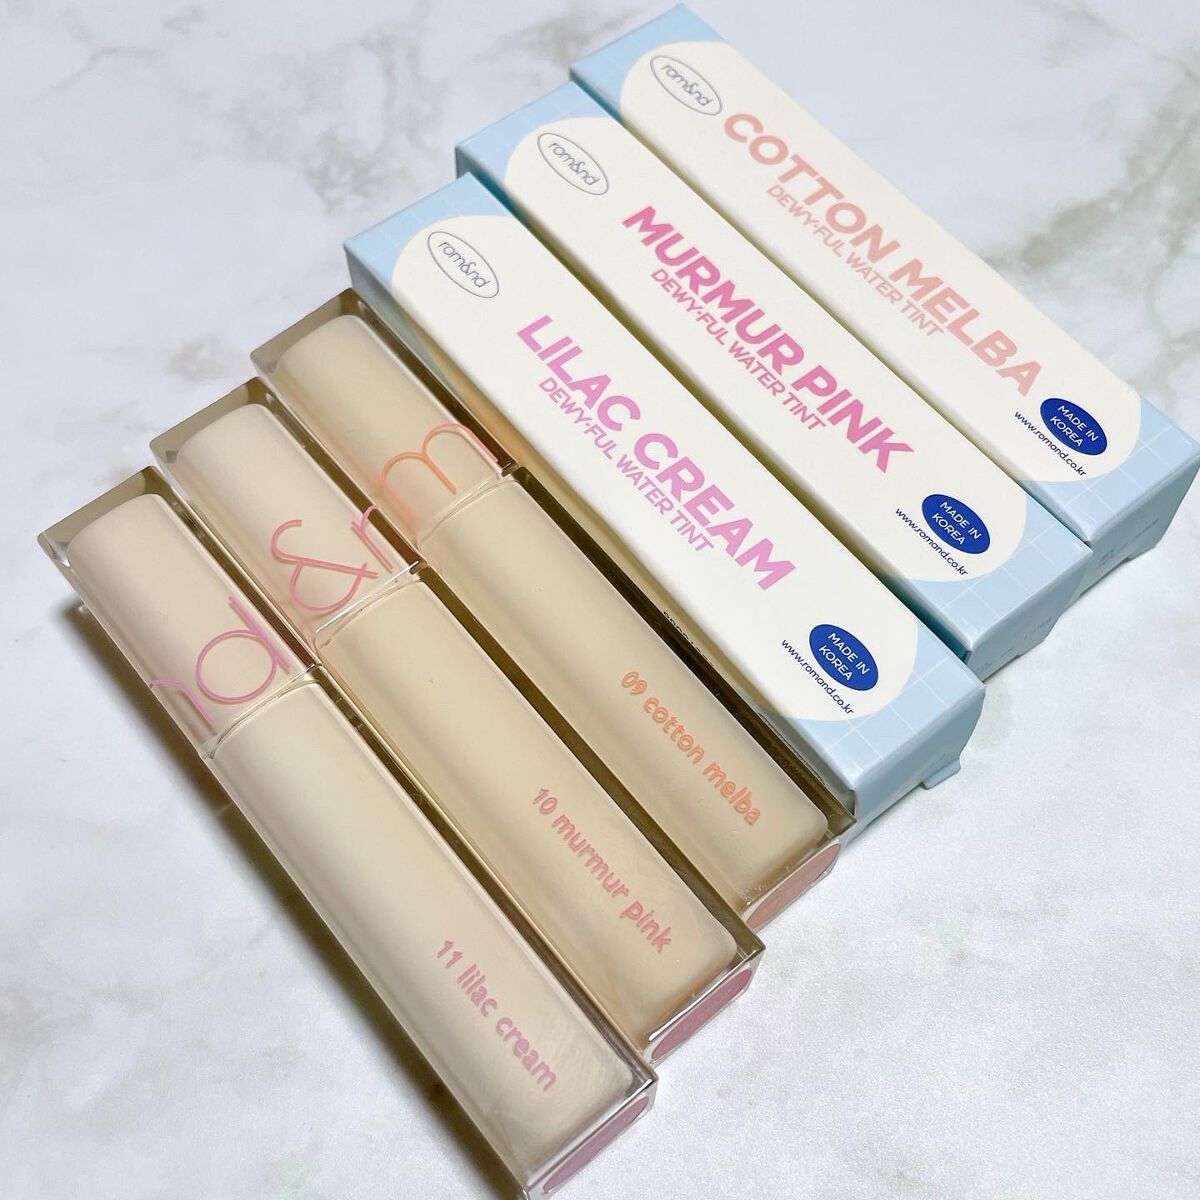 rom&nd
COTTON MELBA
DEWY·FUL WATER TINT
MADE IN
KOREA
www.romand.co.kr
rom&nd
MURMUR PINK
DEWY·FUL WATER TINT
MADE IN
KOREA
www.romand.co.kr
rom&nd
LILAC CREAM
DEWY·FUL WATER TINT
MADE IN
KOREA
www.romand.co.kr
09 cotton melba
10 murmur pink
11 lilac cream